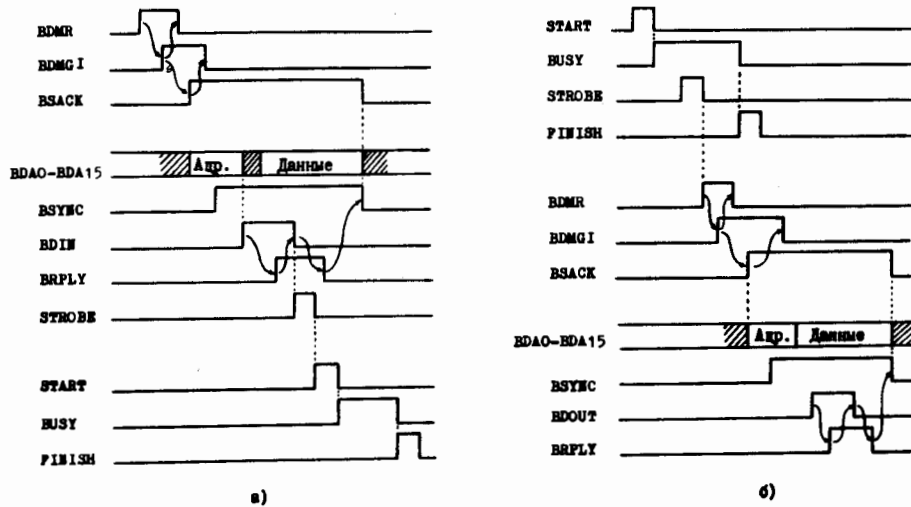 BDMR
BDMGI
BSACK
BDA0-BDA15
Адр.
Данные
BSYNC
BDIN
BRPLY
STROBE
START
BUSY
FINISH
а)
START
BUSY
STROBE
FINISH
BDMR
BDMGI
BSACK
BDA0-BDA15
Адр.
Данные
BSYNC
BDOUT
BRPLY
б)